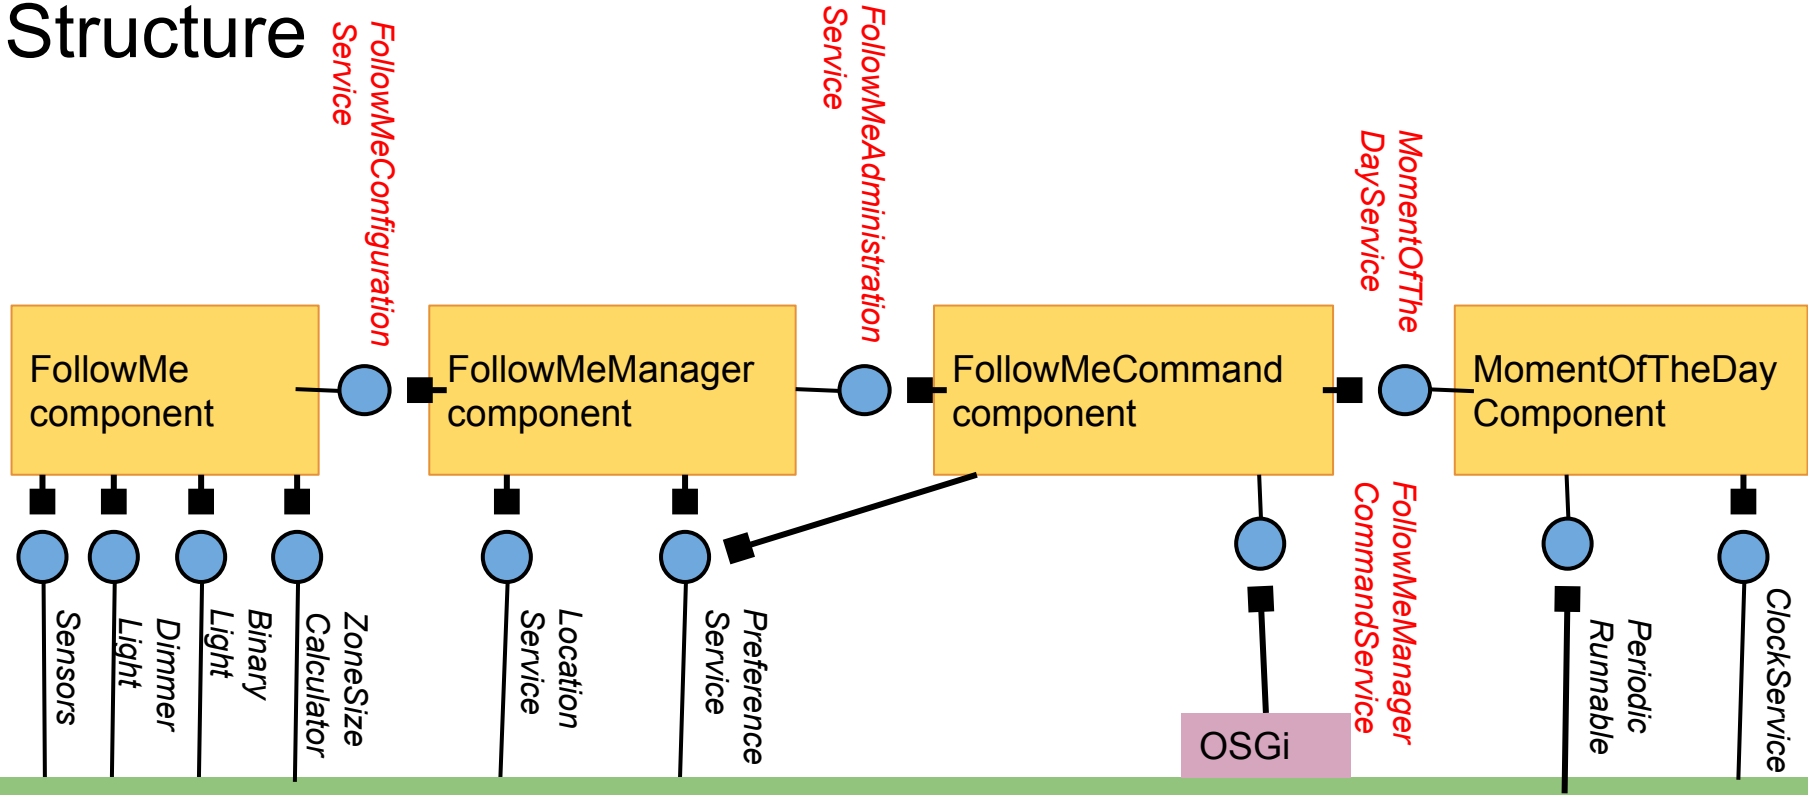 Structure
FollowMeConfiguration
Service
FollowMeAdministration
Service
MomentOfThe
DayService
FollowMe
component
FollowMeManager
component
FollowMeCommand
component
MomentOfTheDay
Component
Sensors
Dimmer
Light
Binary
Light
ZoneSize
Calculator
Location
Service
Preference
Service
FollowMeManager
CommandService
Periodic
Runnable
ClockService
OSGi